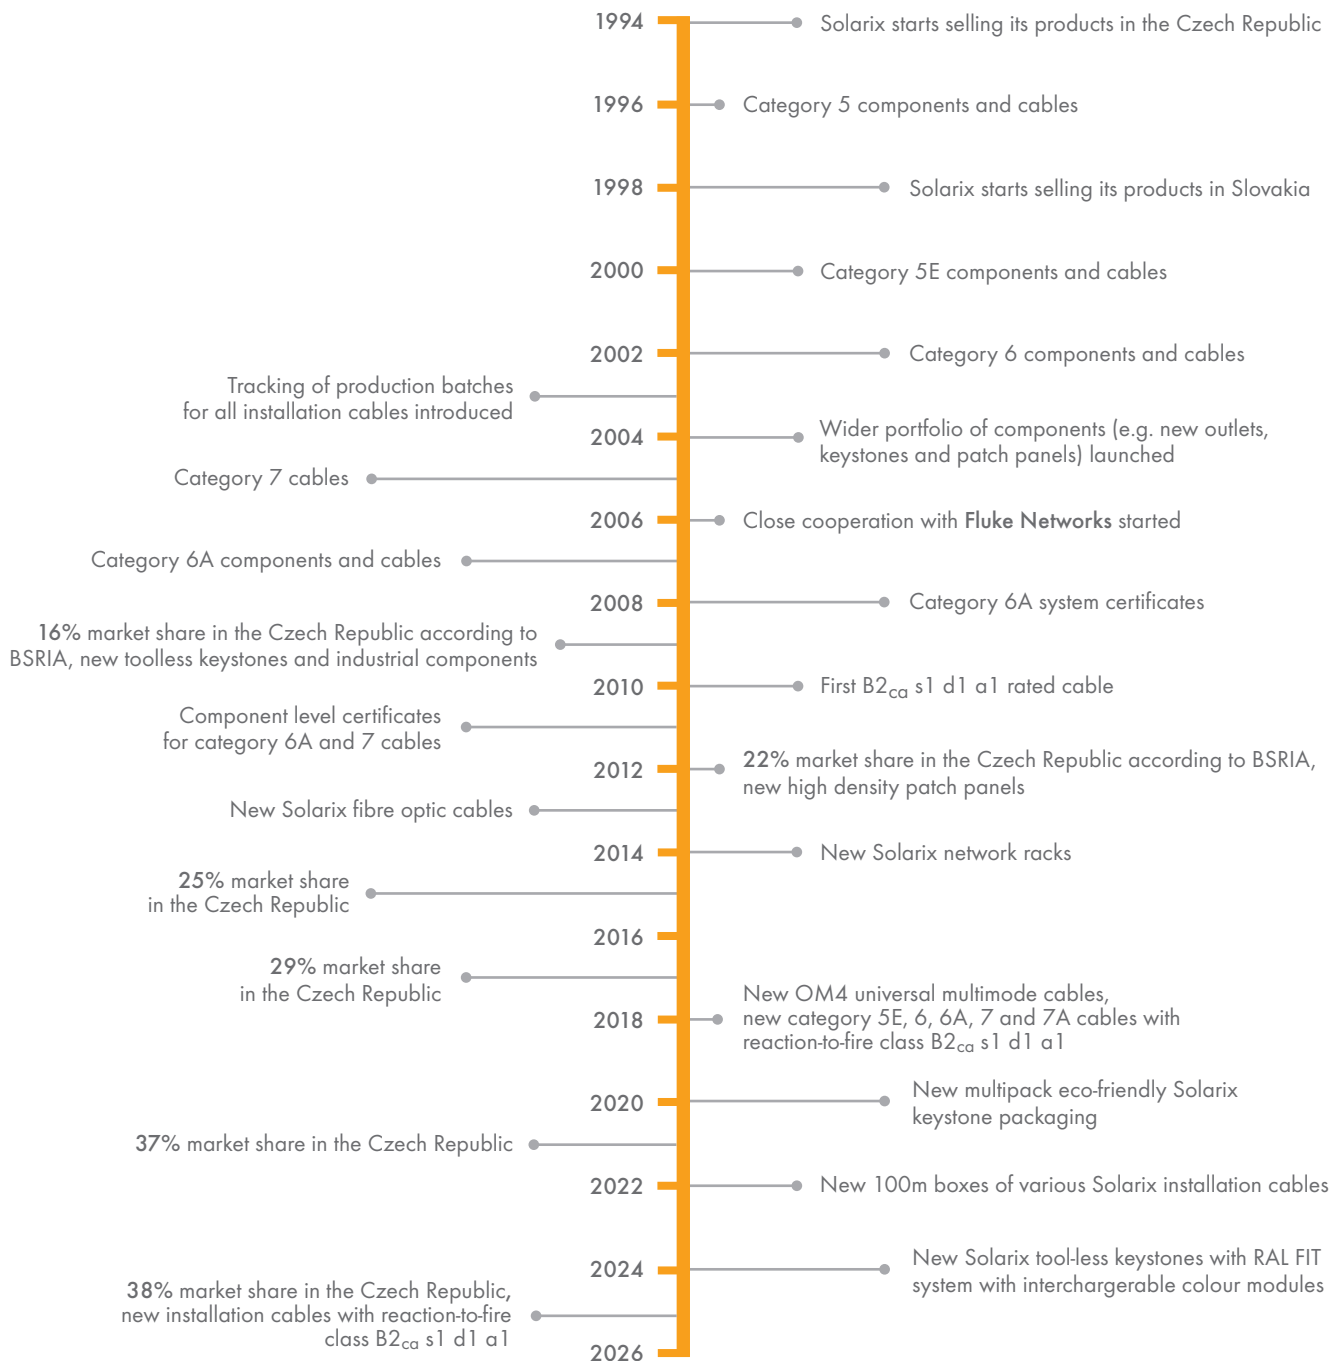 1994
Solarix starts selling its products in the Czech Republic
1996
Category 5 components and cables
1998
Solarix starts selling its products in Slovakia
2000
Category 5E components and cables
2002
Category 6 components and cables
Tracking of production batches
for all installation cables introduced
2004
Wider portfolio of components (e.g. new outlets,
keystones and patch panels) launched
Category 7 cables
2006
Close cooperation with Fluke Networks started
Category 6A components and cables
2008
Category 6A system certificates
16% market share in the Czech Republic according to
BSRIA, new toolless keystones and industrial components
2010
First B2ca s1 d1 a1 rated cable
Component level certificates
for category 6A and 7 cables
2012
22% market share in the Czech Republic according to BSRIA,
new high density patch panels
New Solarix fibre optic cables
2014
New Solarix network racks
25% market share
in the Czech Republic
2016
29% market share
in the Czech Republic
2018
New OM4 universal multimode cables,
new category 5E, 6, 6A, 7 and 7A cables with
reaction-to-fire class B2ca s1 d1 a1
2020
New multipack eco-friendly Solarix
keystone packaging
37% market share in the Czech Republic
2022
New 100m boxes of various Solarix installation cables
2024
New Solarix tool-less keystones with RAL FIT
system with interchargerable colour modules
38% market share in the Czech Republic,
new installation cables with reaction-to-fire
class B2ca s1 d1 a1
2026